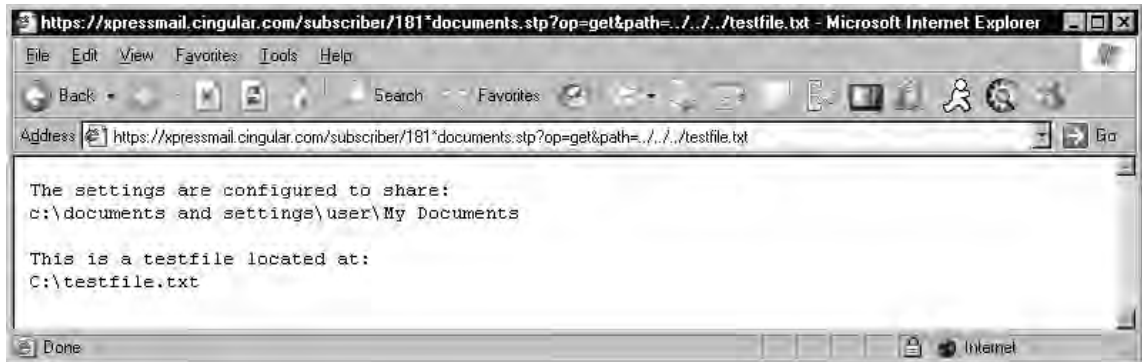 https://xpressmail.cingular.com/subscriber/181*documents.stp?op=get&path=../../../testfile.txt - Microsoft Internet Explorer
File Edit View Favorites Tools Help
Back Search Favorites
Address https://xpressmail.cingular.com/subscriber/181*documents.stp?op=get&path=../../../testfile.txt Go
The settings are configured to share:
c:\documents and settings\user\My Documents
This is a testfile located at:
C:\testfile.txt
Done Internet